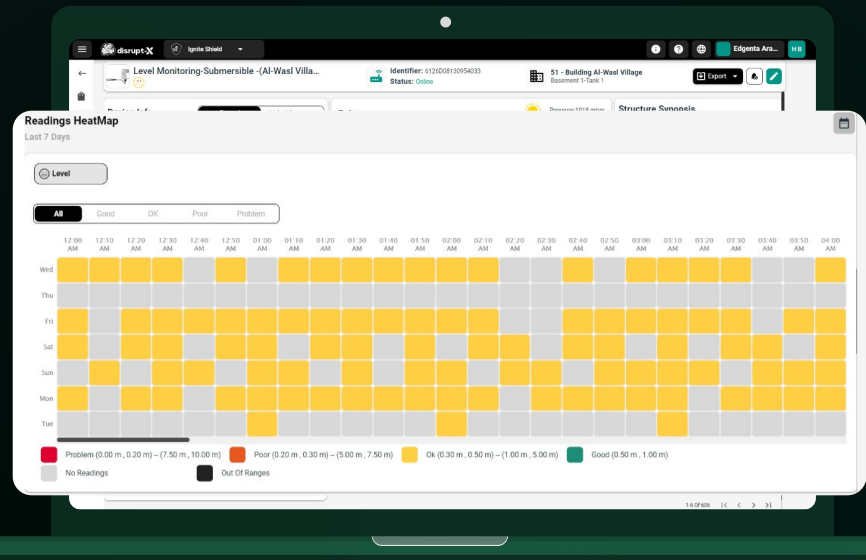 disrupt-X
Ignite Shield
Edgenta Ara...
H B
Level Monitoring-Submersible -(Al-Wasl Villa...
Identifier: 6126D08130954033
Status: Online
51 - Building Al-Wasl Village
Basement 1-Tank 1
Export
Structure Synopsis
Readings HeatMap
Last 7 Days
Level
All Good OK Poor Problem
12:00 AM 12:10 AM 12:20 AM 12:30 AM 12:40 AM 12:50 AM 01:00 AM 01:10 AM 01:20 AM 01:30 AM 01:40 AM 01:50 AM 02:00 AM 02:10 AM 02:20 AM 02:30 AM 02:40 AM 02:50 AM 03:00 AM 03:10 AM 03:20 AM 03:30 AM 03:40 AM 03:50 AM 04:00 AM
Wed
Thu
Fri
Sat
Sun
Mon
Tue
Problem (0.00 m , 0.20 m) – (7.50 m , 10.00 m) Poor (0.20 m , 0.30 m) – (5.00 m , 7.50 m) Ok (0.30 m , 0.50 m) – (1.00 m , 5.00 m) Good (0.50 m , 1.00 m)
No Readings Out Of Ranges
1-6 Of 606